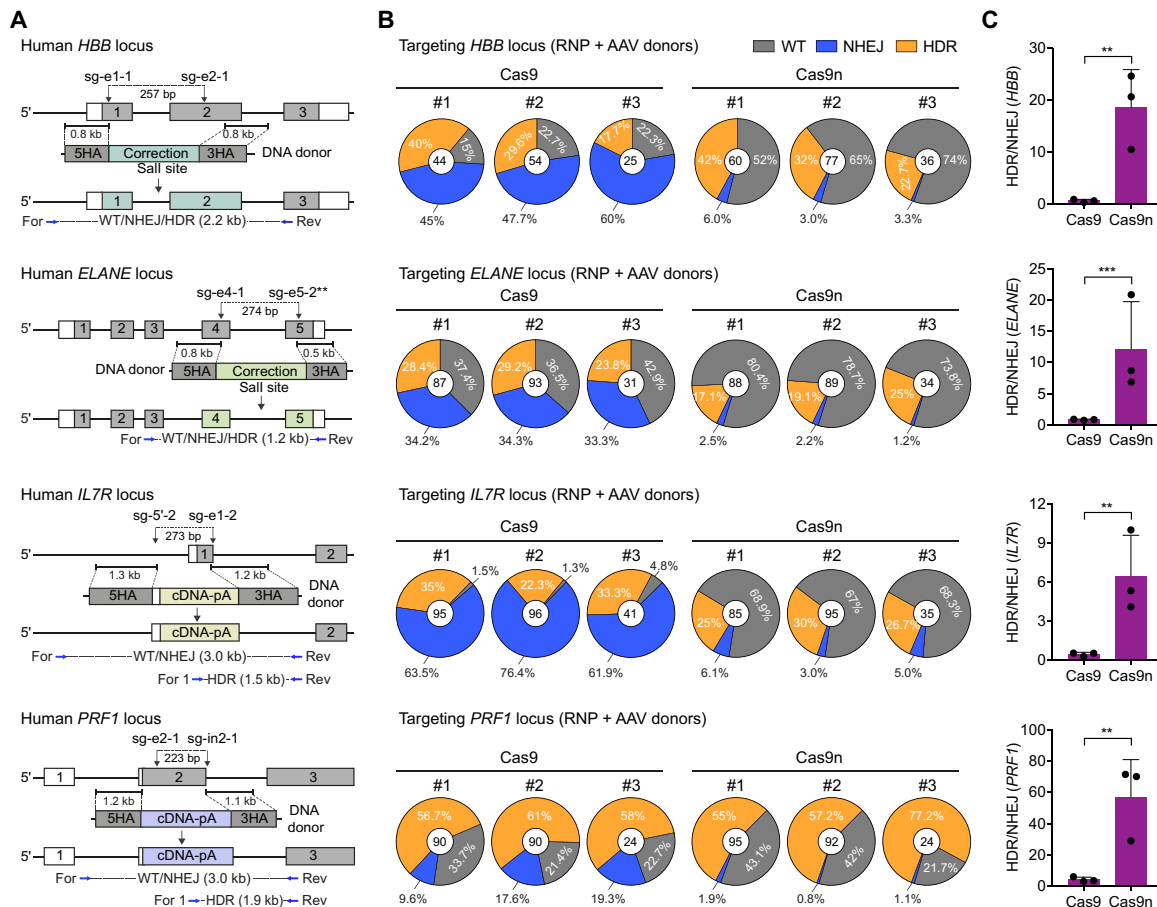 A
Human HBB locus
sg-e1-1 sg-e2-1
257 bp
5' 1 2 3
0.8 kb 0.8 kb
5HA Correction 3HA DNA donor
SalI site
1 2
For WT/NHEJ/HDR (2.2 kb) Rev
Human ELANE locus
sg-e4-1 sg-e5-2**
274 bp
5' 1 2 3 4 5
0.8 kb 0.5 kb
DNA donor 5HA Correction 3HA
SalI site
1 2 3 4 5
For WT/NHEJ/HDR (1.2 kb) Rev
Human IL7R locus
sg-5'-2 sg-e1-2
273 bp
5' 1 2
1.3 kb 1.2 kb
5HA cDNA-pA 3HA DNA donor
cDNA-pA 2
For WT/NHEJ (3.0 kb) Rev
For 1 HDR (1.5 kb) Rev
Human PRF1 locus
sg-e2-1 sg-in2-1
223 bp
1 2 3
1.2 kb 1.1 kb
5HA cDNA-pA 3HA DNA donor
1 cDNA-pA 3
For WT/NHEJ (3.0 kb) Rev
For 1 HDR (1.9 kb) Rev
B
Targeting HBB locus (RNP + AAV donors) WT NHEJ HDR
Cas9 Cas9n
#1 #2 #3 #1 #2 #3
40% 15% 44 29.6% 22.7% 54 17.7% 22.3% 25 42% 52% 60 32% 65% 77 22.7% 74% 36
45% 47.7% 60% 6.0% 3.0% 3.3%
Targeting ELANE locus (RNP + AAV donors)
Cas9 Cas9n
#1 #2 #3 #1 #2 #3
28.4% 37.4% 87 29.2% 36.5% 93 23.8% 42.9% 31 17.1% 80.4% 88 19.1% 78.7% 89 25% 73.8% 34
34.2% 34.3% 33.3% 2.5% 2.2% 1.2%
Targeting IL7R locus (RNP + AAV donors)
Cas9 Cas9n
#1 #2 #3 #1 #2 #3
35% 1.5% 95 22.3% 1.3% 96 33.3% 4.8% 41 25% 68.9% 85 30% 67% 95 26.7% 68.3% 35
63.5% 76.4% 61.9% 6.1% 3.0% 5.0%
Targeting PRF1 locus (RNP + AAV donors)
Cas9 Cas9n
#1 #2 #3 #1 #2 #3
56.7% 33.7% 90 61% 21.4% 90 58% 22.7% 24 55% 43.1% 95 57.2% 42% 92 77.2% 21.7% 24
9.6% 17.6% 19.3% 1.9% 0.8% 1.1%
C
HDR/NHEJ (HBB)
30
20
10
0
**
Cas9 Cas9n
HDR/NHEJ (ELANE)
25
20
15
10
5
0
***
Cas9 Cas9n
HDR/NHEJ (IL7R)
12
9
6
3
0
**
Cas9 Cas9n
HDR/NHEJ (PRF1)
100
80
60
40
20
0
**
Cas9 Cas9n